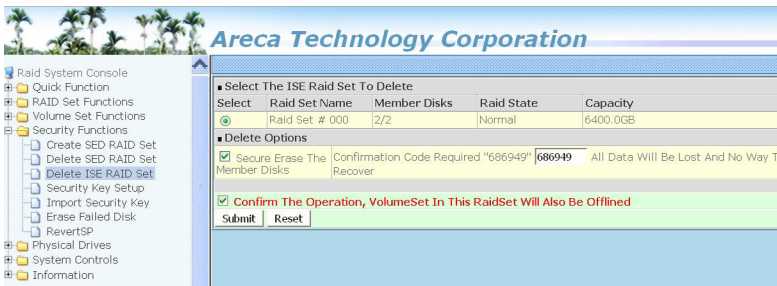 Areca Technology Corporation
Raid System Console
Quick Function
RAID Set Functions
Volume Set Functions
Security Functions
Create SED RAID Set
Delete SED RAID Set
Delete ISE RAID Set
Security Key Setup
Import Security Key
Erase Failed Disk
RevertSP
Physical Drives
System Controls
Information
Select The ISE Raid Set To Delete
Select Raid Set Name Member Disks Raid State Capacity
Raid Set # 000 2/2 Normal 6400.0GB
Delete Options
Secure Erase The Member Disks Confirmation Code Required "686949" 686949 All Data Will Be Lost And No Way T
Recover
Confirm The Operation, VolumeSet In This RaidSet Will Also Be Offlined
Submit Reset